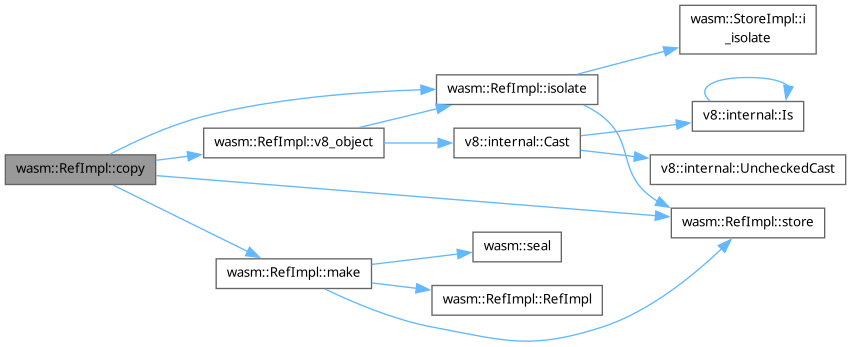 wasm::StoreImpl::i
_isolate
wasm::RefImpl::isolate
v8::internal::Is
wasm::RefImpl::v8_object
v8::internal::Cast
wasm::RefImpl::copy
v8::internal::UncheckedCast
wasm::RefImpl::store
wasm::seal
wasm::RefImpl::make
wasm::RefImpl::RefImpl